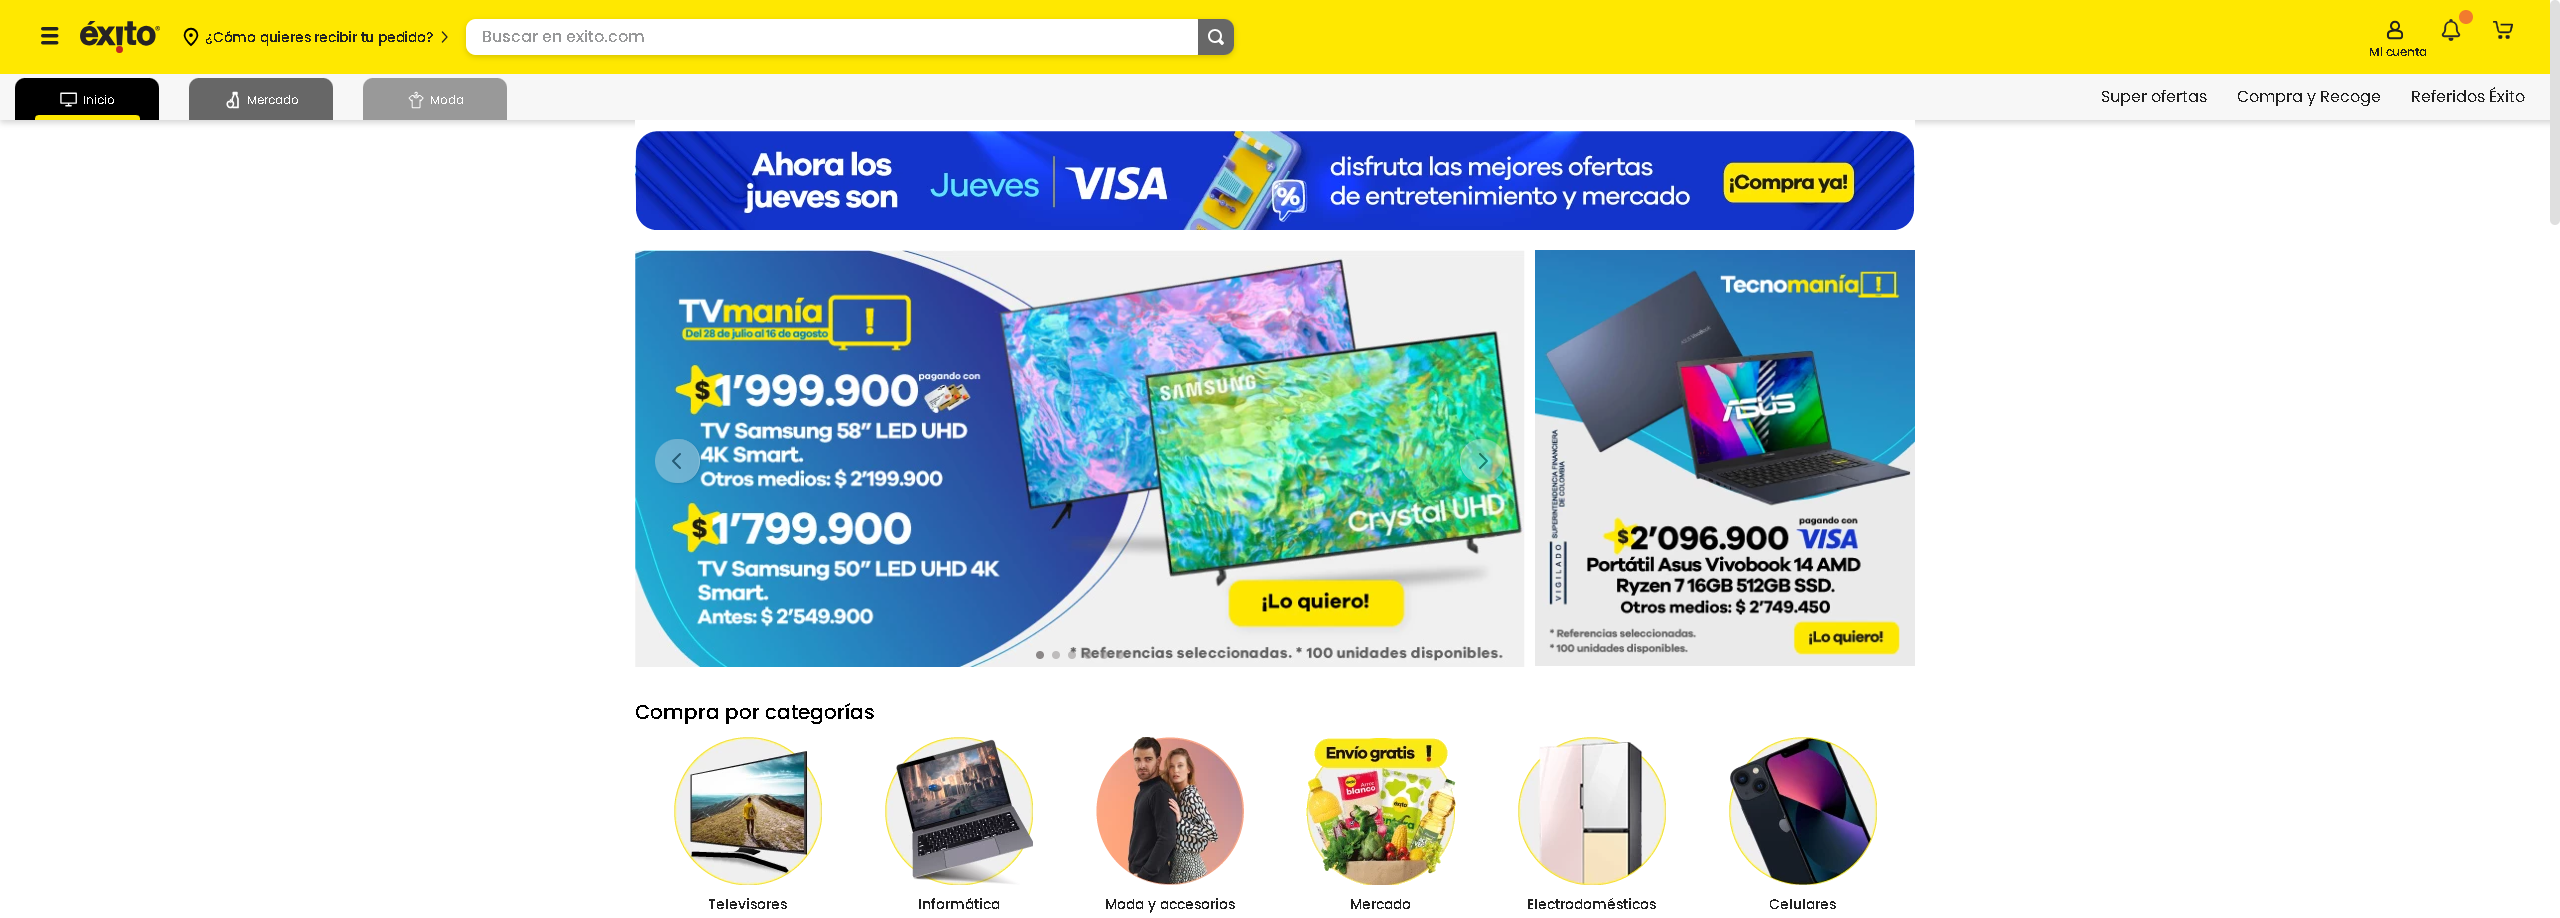 éxito
¿Cómo quieres recibir tu pedido?
Buscar en exito.com
Mi cuenta
Inicio
Mercado
Moda
Super ofertas
Compra y Recoge
Referidos Éxito
Ahora los
jueves son
Jueves
VISA
%
disfruta las mejores ofertas
de entretenimiento y mercado
¡Compra ya!
TVmanía
Del 28 de julio al 16 de agosto
!
$1'999.900
pagando con
TV Samsung 58" LED UHD
4K Smart.
Otros medios: $ 2'199.900
$1'799.900
TV Samsung 50" LED UHD 4K
Smart.
Antes: $ 2'549.900
SAMSUNG
Crystal UHD
¡Lo quiero!
* Referencias seleccionadas. * 100 unidades disponibles.
Tecnomanía!
ASUS
VIGILADO
SUPERINTENDENCIA FINANCIERA
DE COLOMBIA
pagando con
$2'096.900 VISA
Portátil Asus Vivobook 14 AMD
Ryzen 7 16GB 512GB SSD.
Otros medios: $ 2'749.450
* Referencias seleccionadas.
* 100 unidades disponibles.
¡Lo quiero!
Compra por categorías
Envío gratis !
blanco
éxito
Televisores
Informática
Moda y accesorios
Mercado
Electrodomésticos
Celulares